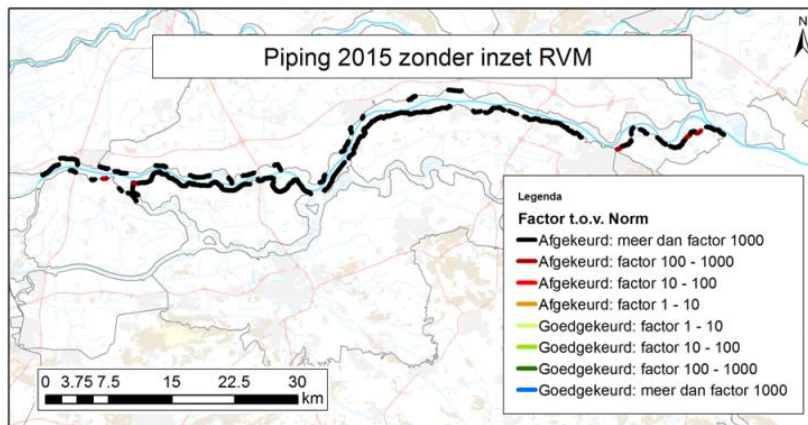 Piping 2015 zonder inzet RVM
N
Legenda
Factor t.o.v. Norm
Afgekeurd: meer dan factor 1000
Afgekeurd: factor 100 - 1000
Afgekeurd: factor 10 - 100
Afgekeurd: factor 1 - 10
Goedgekeurd: factor 1 - 10
Goedgekeurd: factor 10 - 100
Goedgekeurd: factor 100 - 1000
Goedgekeurd: meer dan factor 1000
0 3.75 7.5 15 22.5 30
km